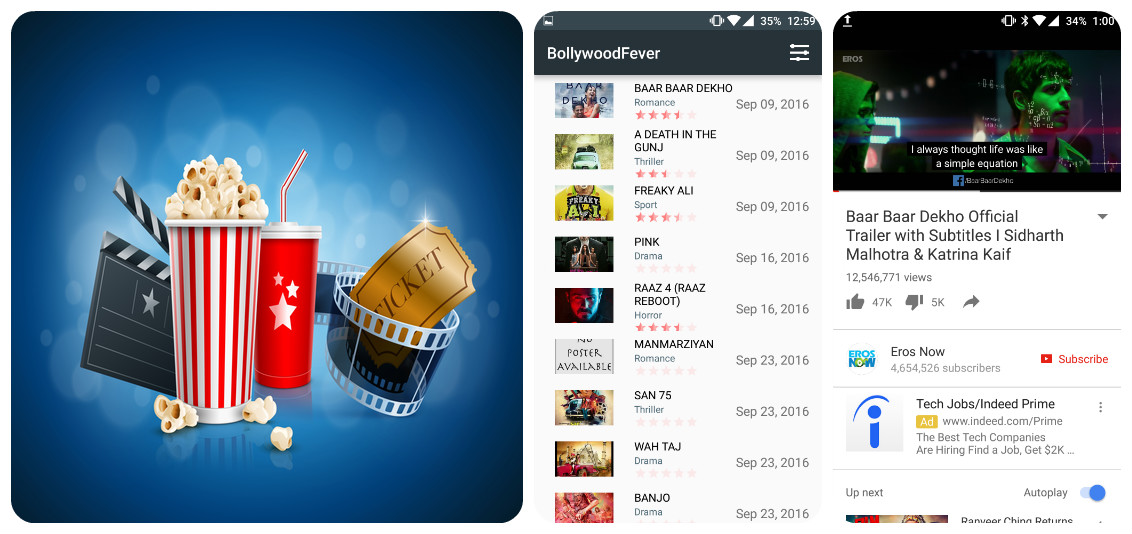 TICKET
35% 12:59
BollywoodFever
BAAR BAAR DEKHO
Romance
Sep 09, 2016
A DEATH IN THE
GUNJ
Thriller
Sep 09, 2016
FREAKY
ALI
FREAKY ALI
Sport
Sep 09, 2016
PINK
Drama
Sep 16, 2016
RAAZ 4 (RAAZ
REBOOT)
Horror
Sep 16, 2016
NO
POSTER
AVAILABLE
MANMARZIYAN
Romance
Sep 23, 2016
SAN 75
Thriller
Sep 23, 2016
WAH TAJ
Drama
Sep 23, 2016
BANJO
Drama
Sep 23, 2016
34% 1:00
EROS
I always thought life was like
a simple equation
f/BaarBaarDekho
Baar Baar Dekho Official
Trailer with Subtitles I Sidharth
Malhotra & Katrina Kaif
12,546,771 views
47K 5K
EROS
NOW
Eros Now
4,654,526 subscribers
Subscribe
Tech Jobs/Indeed Prime
Ad www.indeed.com/Prime
The Best Tech Companies
Are Hiring Find a Job, Get $2K ...
Up next
Autoplay
Ranveer Ching Returns